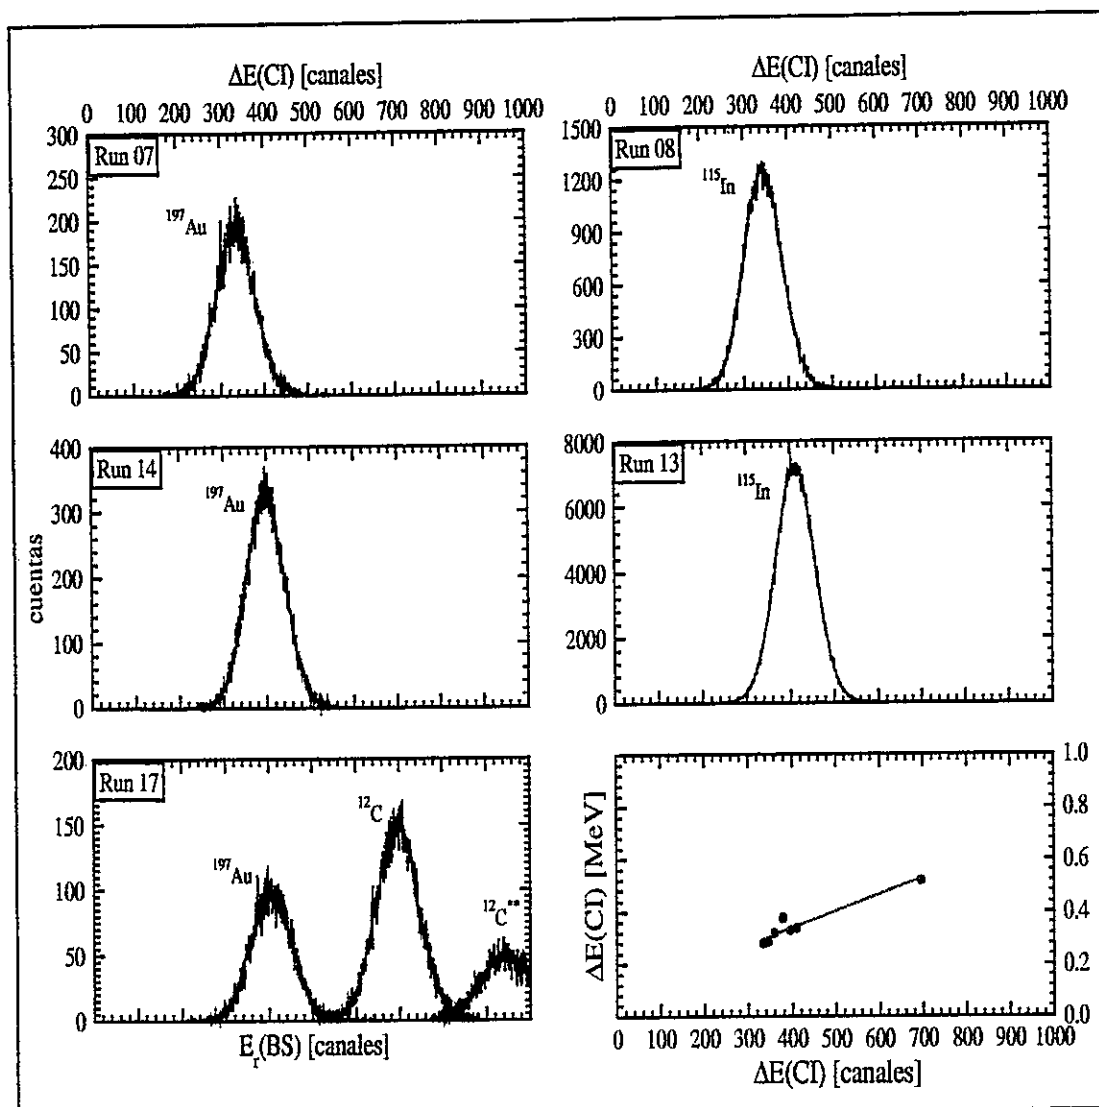 ΔE(CI) [canales]
0 100 200 300 400 500 600 700 800 900 1000
300
250
200
150
100
50
0
Run 07
¹⁹⁷Au
ΔE(CI) [canales]
0 100 200 300 400 500 600 700 800 900 1000
1500
1200
900
600
300
0
Run 08
¹¹⁵In
cuentas
400
300
200
100
0
Run 14
¹⁹⁷Au
8000
6000
4000
2000
0
Run 13
¹¹⁵In
200
150
100
50
0
Run 17
¹⁹⁷Au
¹²C
¹²C**
E_r(BS) [canales]
ΔE(CI) [MeV]
1.0
0.8
0.6
0.4
0.2
0.0
0 100 200 300 400 500 600 700 800 900 1000
ΔE(CI) [canales]